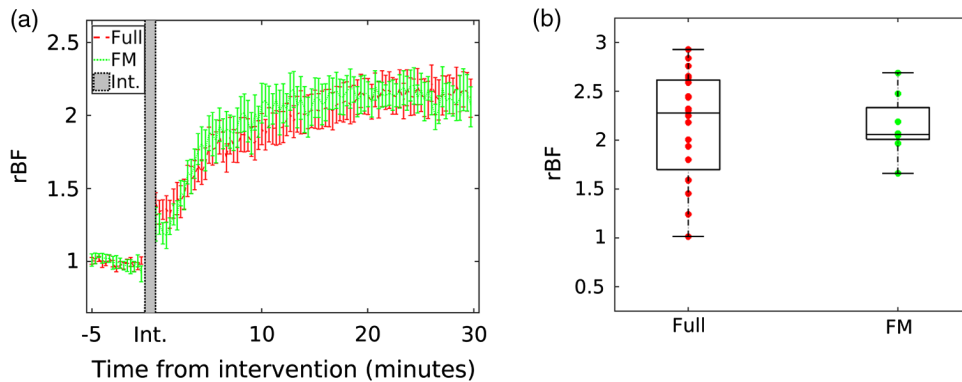 (a)
2.5
2
1.5
1
rBF
Full
FM
Int.
-5
Int.
10
20
30
Time from intervention (minutes)
(b)
3
2.5
2
1.5
1
0.5
rBF
Full
FM